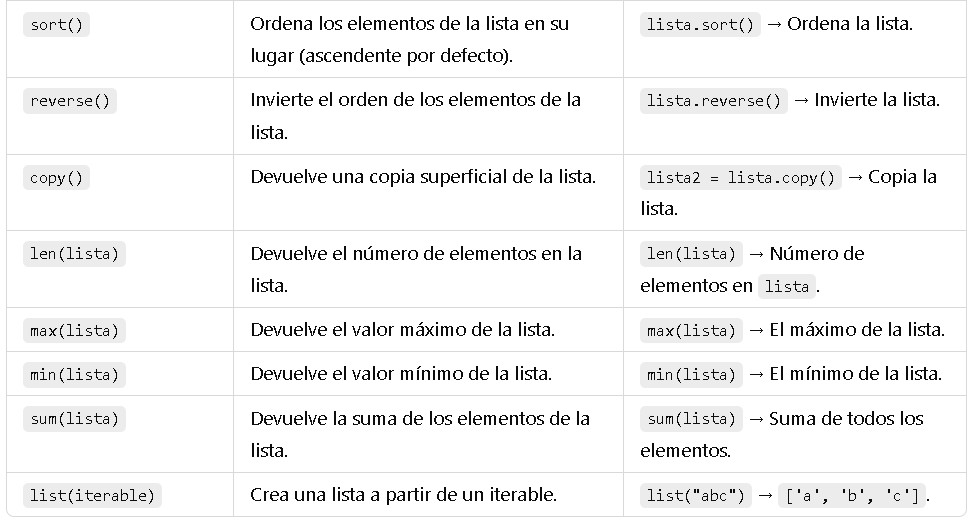 sort() Ordena los elementos de la lista en su lista.sort() → Ordena la lista.
lugar (ascendente por defecto).
reverse() Invierte el orden de los elementos de la lista.reverse() → Invierte la lista.
lista.
copy() Devuelve una copia superficial de la lista. lista2 = lista.copy() → Copia la
lista.
len(lista) Devuelve el número de elementos en la len(lista) → Número de
lista. elementos en lista.
max(lista) Devuelve el valor máximo de la lista. max(lista) → El máximo de la lista.
min(lista) Devuelve el valor mínimo de la lista. min(lista) → El mínimo de la lista.
sum(lista) Devuelve la suma de los elementos de la sum(lista) → Suma de todos los
lista. elementos.
list(iterable) Crea una lista a partir de un iterable. list("abc") → ['a', 'b', 'c'].